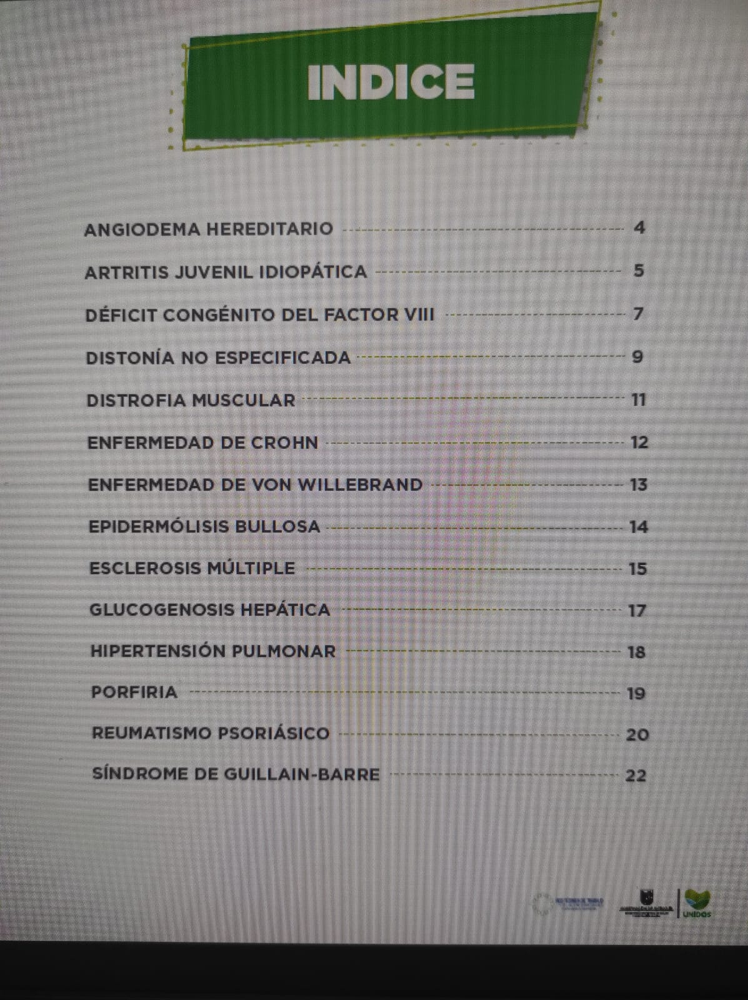 INDICE
ANGIODEMA HEREDITARIO 4
ARTRITIS JUVENIL IDIOPÁTICA 5
DÉFICIT CONGÉNITO DEL FACTOR VIII 7
DISTONÍA NO ESPECIFICADA 9
DISTROFIA MUSCULAR 11
ENFERMEDAD DE CROHN 12
ENFERMEDAD DE VON WILLEBRAND 13
EPIDERMÓLISIS BULLOSA 14
ESCLEROSIS MÚLTIPLE 15
GLUCOGENOSIS HEPÁTICA 17
HIPERTENSIÓN PULMONAR 18
PORFIRIA 19
REUMATISMO PSORIÁSICO 20
SÍNDROME DE GUILLAIN-BARRE 22
UNIDOS